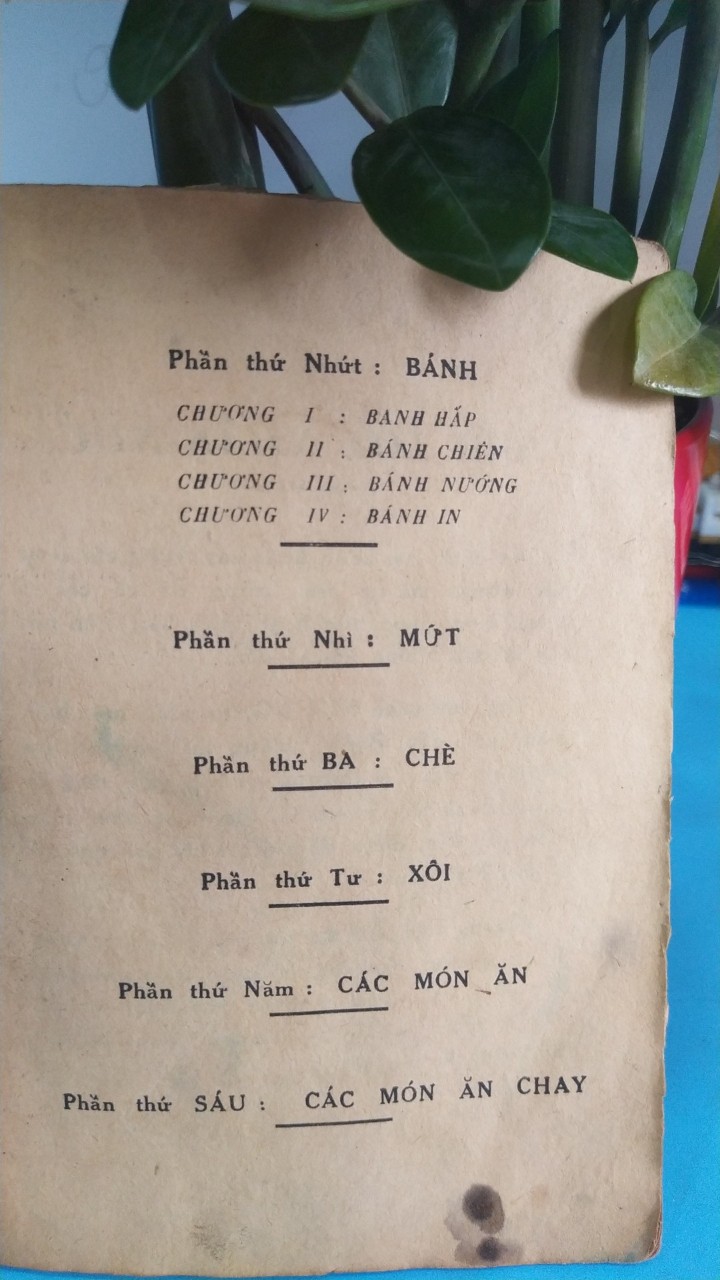 Phần thứ Nhứt : BÁNH
CHƯƠNG I : BANH HẤP
CHƯƠNG II : BÁNH CHIÊN
CHƯƠNG III : BÁNH NƯỚNG
CHƯƠNG IV : BÁNH IN
Phần thứ Nhì : MỨT
Phần thứ BA : CHÈ
Phần thứ Tư : XÔI
Phần thứ Năm : CÁC MÓN ĂN
Phần thứ SÁU : CÁC MÓN ĂN CHAY